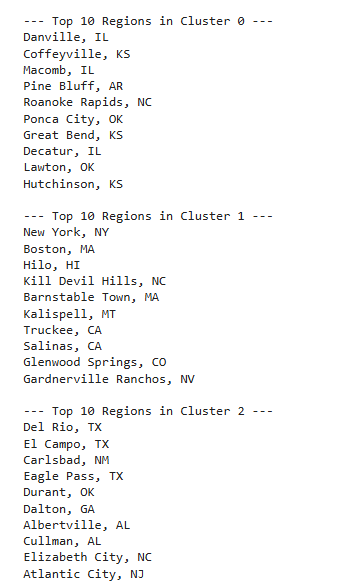 --- Top 10 Regions in Cluster 0 ---
Danville, IL
Coffeyville, KS
Macomb, IL
Pine Bluff, AR
Roanoke Rapids, NC
Ponca City, OK
Great Bend, KS
Decatur, IL
Lawton, OK
Hutchinson, KS
--- Top 10 Regions in Cluster 1 ---
New York, NY
Boston, MA
Hilo, HI
Kill Devil Hills, NC
Barnstable Town, MA
Kalispell, MT
Truckee, CA
Salinas, CA
Glenwood Springs, CO
Gardnerville Ranchos, NV
--- Top 10 Regions in Cluster 2 ---
Del Rio, TX
El Campo, TX
Carlsbad, NM
Eagle Pass, TX
Durant, OK
Dalton, GA
Albertville, AL
Cullman, AL
Elizabeth City, NC
Atlantic City, NJ